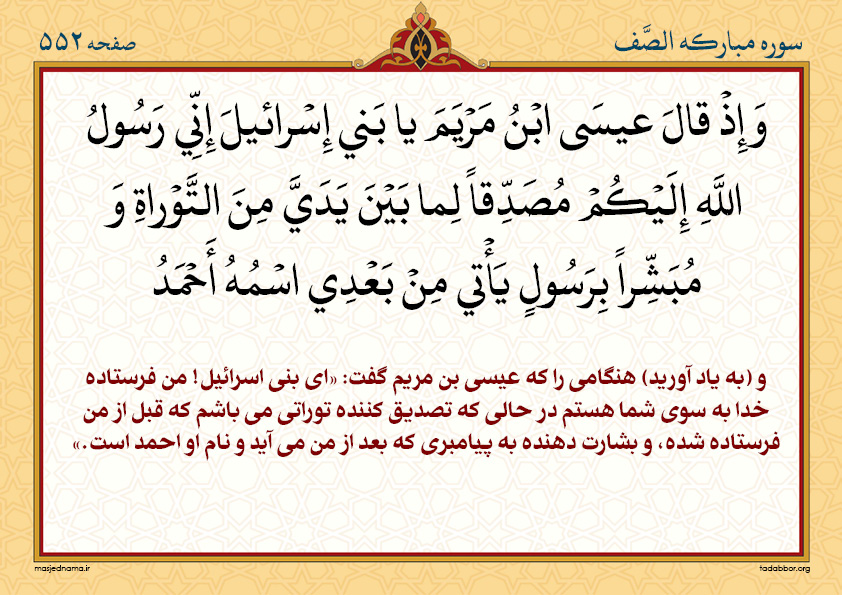 سوره مبارکه الصَّف
صفحه ۵۵۲
وَ إِذْ قالَ عيسَى ابْنُ مَرْيَمَ يا بَني إِسْرائيلَ إِنِّي رَسُولُ
اللَّهِ إِلَيْكُمْ مُصَدِّقاً لِما بَيْنَ يَدَيَّ مِنَ التَّوْراةِ وَ
مُبَشِّراً بِرَسُولٍ يَأْتي مِنْ بَعْدِي اسْمُهُ أَحْمَدُ
و (به یاد آورید) هنگامی را که عیسی بن مریم گفت: «ای بنی اسرائیل! من فرستاده
خدا به سوی شما هستم در حالی که تصدیق کننده توراتی می باشم که قبل از من
فرستاده شده، و بشارت دهنده به پیامبری که بعد از من می آید و نام او احمد است.»
masjednama.ir
tadabbor.org